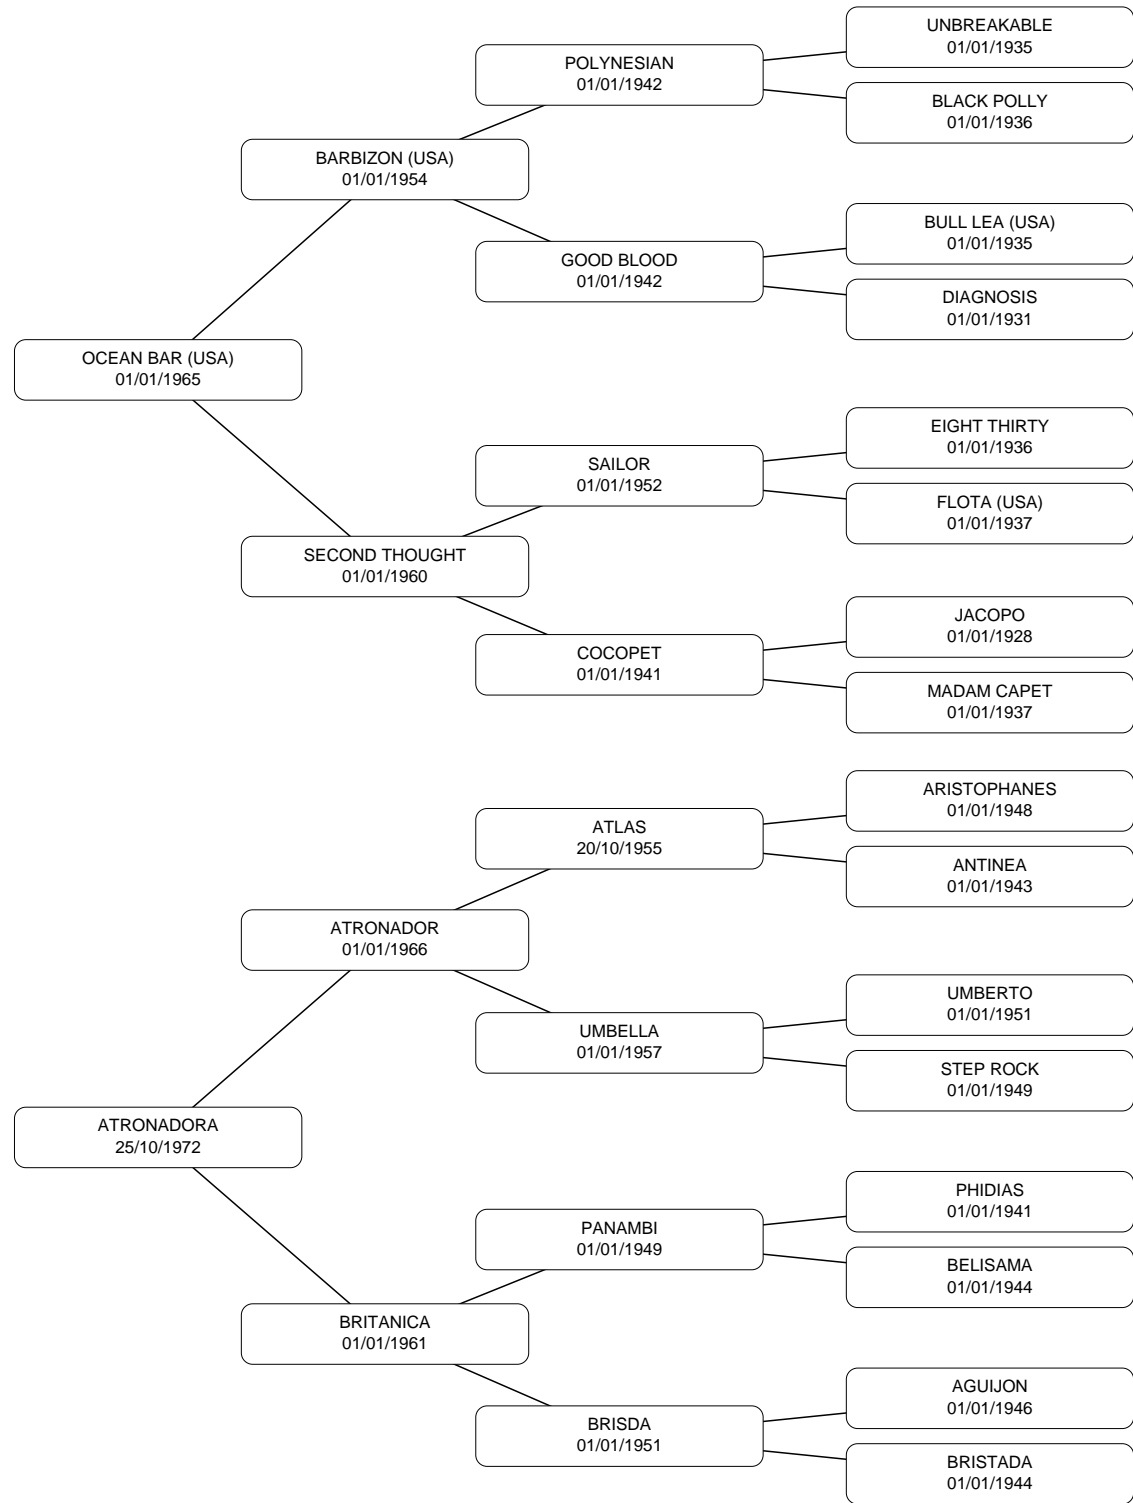 UNBREAKABLE
01/01/1935
POLYNESIAN
01/01/1942
BLACK POLLY
01/01/1936
BARBIZON (USA)
01/01/1954
BULL LEA (USA)
01/01/1935
GOOD BLOOD
01/01/1942
DIAGNOSIS
01/01/1931
OCEAN BAR (USA)
01/01/1965
EIGHT THIRTY
01/01/1936
SAILOR
01/01/1952
FLOTA (USA)
01/01/1937
SECOND THOUGHT
01/01/1960
JACOPO
01/01/1928
COCOPET
01/01/1941
MADAM CAPET
01/01/1937
ARISTOPHANES
01/01/1948
ATLAS
20/10/1955
ANTINEA
01/01/1943
ATRONADOR
01/01/1966
UMBERTO
01/01/1951
UMBELLA
01/01/1957
STEP ROCK
01/01/1949
ATRONADORA
25/10/1972
PHIDIAS
01/01/1941
PANAMBI
01/01/1949
BELISAMA
01/01/1944
BRITANICA
01/01/1961
AGUIJON
01/01/1946
BRISDA
01/01/1951
BRISTADA
01/01/1944